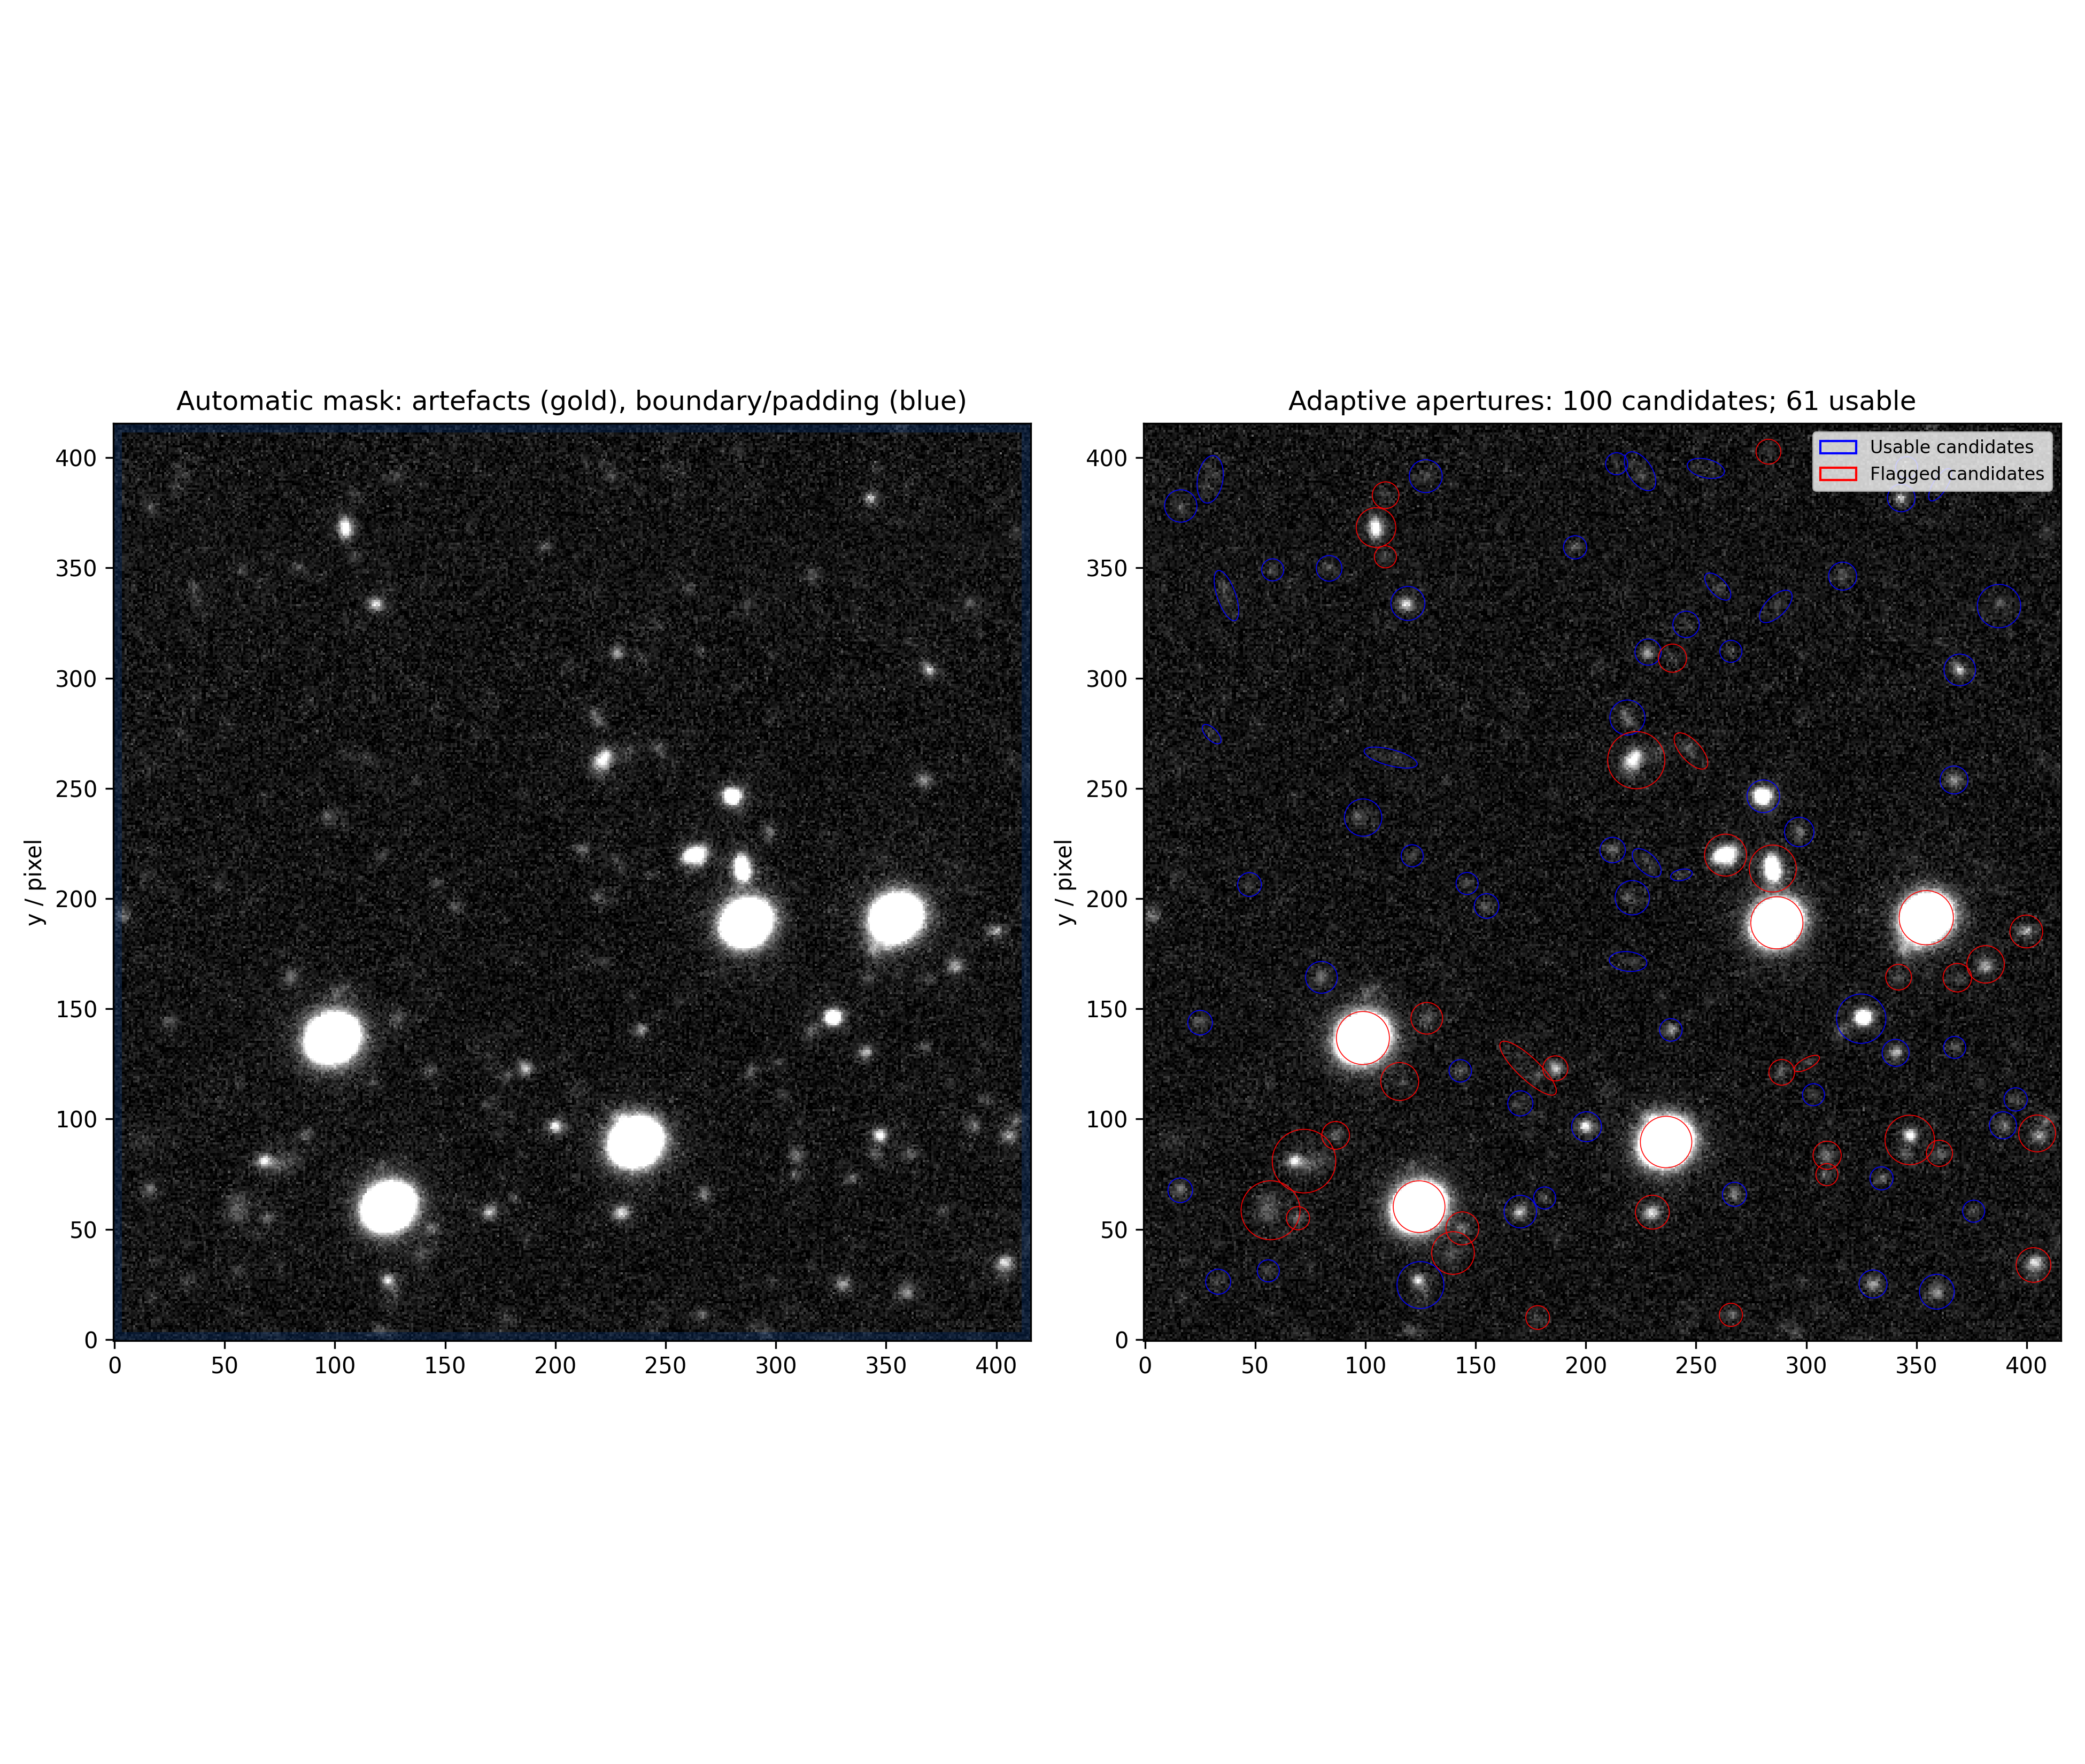 Automatic mask: artefacts (gold), boundary/padding (blue)
Adaptive apertures: 100 candidates; 61 usable
Usable candidates
Flagged candidates
y / pixel
400
350
300
250
200
150
100
50
0
0 50 100 150 200 250 300 350 400
y / pixel
400
350
300
250
200
150
100
50
0
0 50 100 150 200 250 300 350 400